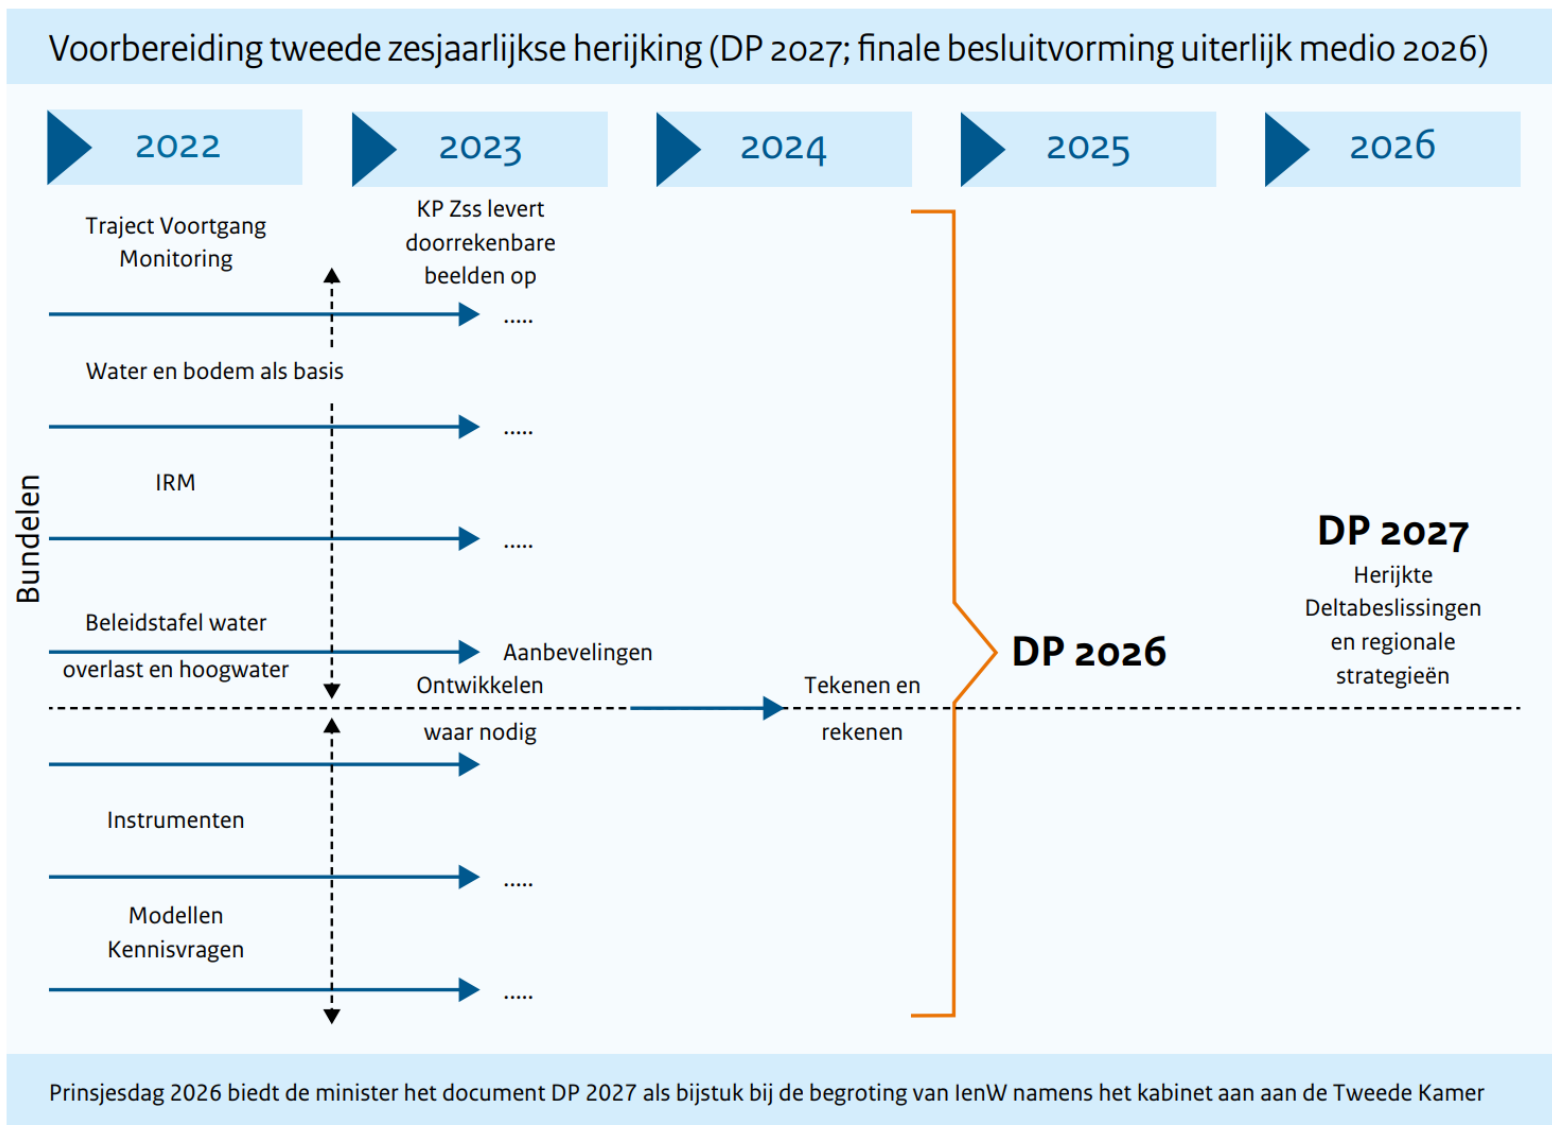 Voorbereiding tweede zesjaarlijkse herijking (DP 2027; finale besluitvorming uiterlijk medio 2026)
2022
2023
2024
2025
2026
Traject Voortgang
Monitoring
KP Zss levert
doorrekenbare
beelden op
.....
Water en bodem als basis
.....
IRM
.....
Bundelen
Beleidstafel water
overlast en hoogwater
Aanbevelingen
Ontwikkelen
waar nodig
Tekenen en
rekenen
DP 2026
DP 2027
Herijkte
Deltabeslissingen
en regionale
strategieën
Instrumenten
.....
Modellen
Kennisvragen
.....
Prinsjesdag 2026 biedt de minister het document DP 2027 als bijstuk bij de begroting van IenW namens het kabinet aan aan de Tweede Kamer